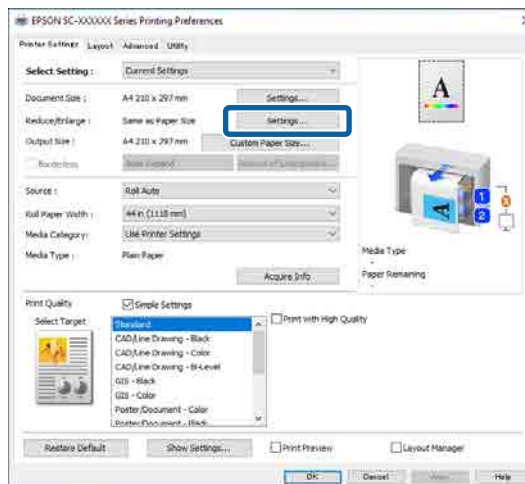 EPSON SC-XXXXXX Series Printing Preferences
Printer Settings Layout Advanced Utility
Select Setting : Current Settings
Document Size : A4 210 x 297 mm Settings...
Reduce/Enlarge : Same as Paper Size Settings...
Output Size : A4 210 x 297 mm Custom Paper Size...
Borderless
Source : Roll Auto
Roll Paper Width : 44 in (1118 mm)
Media Category: Use Printer Settings
Media Type : Plain Paper
Acquire Info
A
A
1
2
Media Type
-
Paper Remaining
-
Print Quality Simple Settings
Select Target
Standard
CAD/Line Drawing - Black
CAD/Line Drawing - Color
CAD/Line Drawing - Bi-Level
GIS - Black
GIS - Color
Poster/Document - Color
Poster/Document - Black
Print with High Quality
Restore Default Show Settings... Print Preview Layout Manager
OK Cancel Help